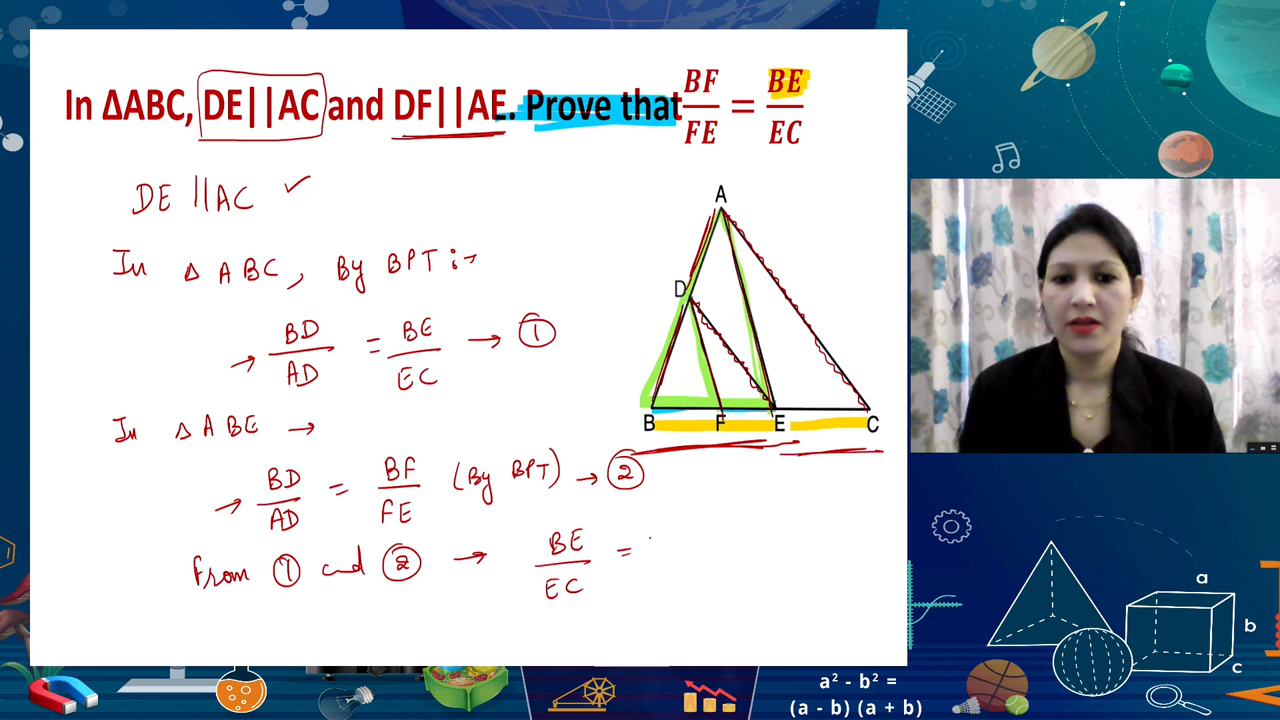 In ΔABC, DE||AC and DF||AE. Prove that BF/FE = BE/EC
DE || AC ✓
In Δ ABC, By BPT :→
→ BD/AD = BE/EC → ①
In Δ ABE →
→ BD/AD = BF/FE (By BPT) → ②
from ① and ② → BE/EC =
A
D
B F E C
a
b
c
a² - b² =
(a - b) (a + b)